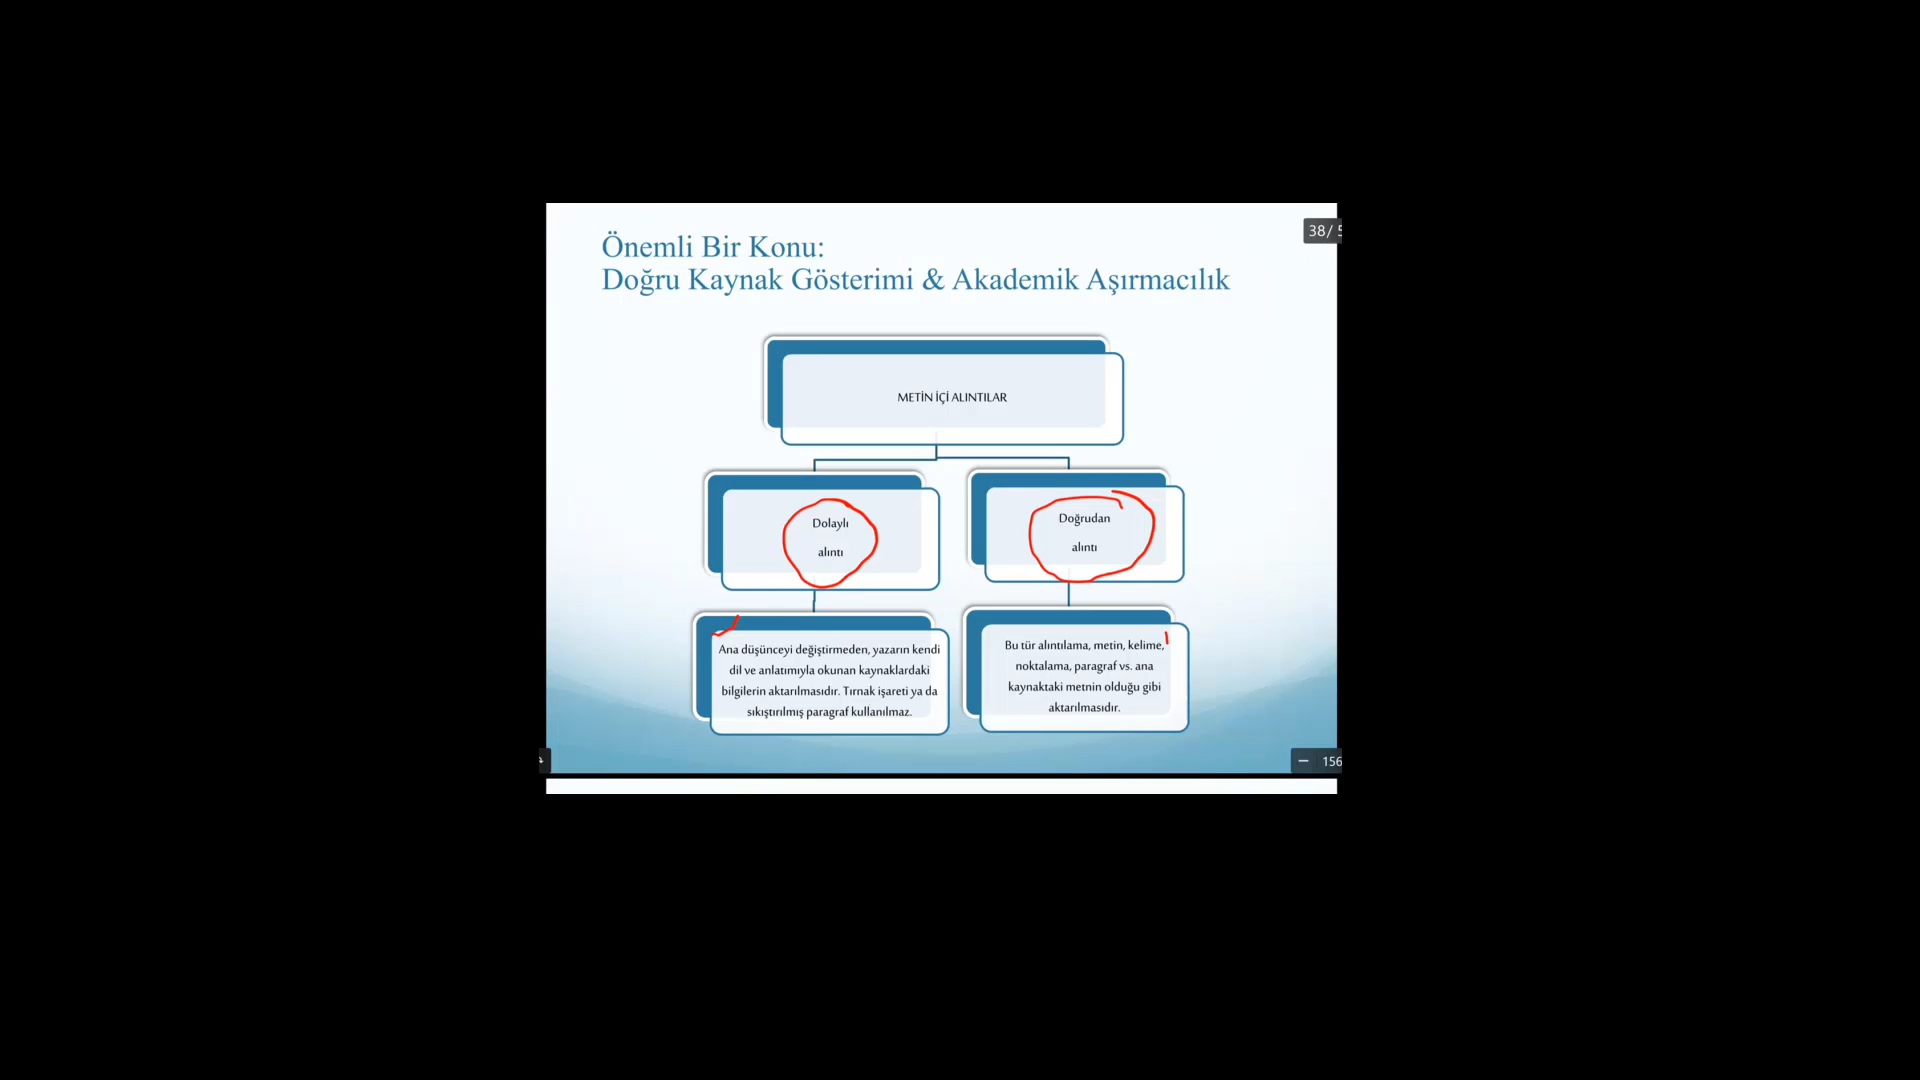 Önemli Bir Konu:
Doğru Kaynak Gösterimi & Akademik Aşırmacılık
38/ 5
METİN İÇİ ALINTILAR
Dolaylı
alıntı
Doğrudan
alıntı
Ana düşünceyi değiştirmeden, yazarın kendi
dil ve anlatımıyla okunan kaynaklardaki
bilgilerin aktarılmasıdır. Tırnak işareti ya da
sıkıştırılmış paragraf kullanılmaz.
Bu tür alıntılama, metin, kelime,
noktalama, paragraf vs. ana
kaynaktaki metnin olduğu gibi
aktarılmasıdır.
− 156